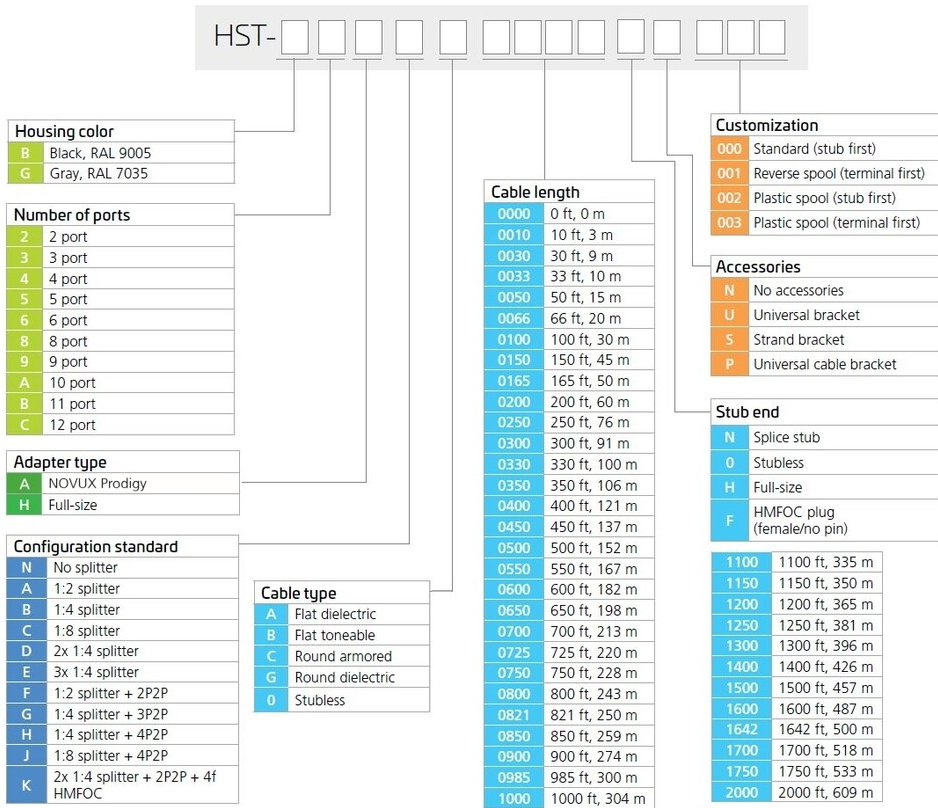 HST-
Housing color
B Black, RAL 9005
G Gray, RAL 7035
Number of ports
2 2 port
3 3 port
4 4 port
5 5 port
6 6 port
8 8 port
9 9 port
A 10 port
B 11 port
C 12 port
Adapter type
A NOVUX Prodigy
H Full-size
Configuration standard
N No splitter
A 1:2 splitter
B 1:4 splitter
C 1:8 splitter
D 2x 1:4 splitter
E 3x 1:4 splitter
F 1:2 splitter + 2P2P
G 1:4 splitter + 3P2P
H 1:4 splitter + 4P2P
J 1:8 splitter + 4P2P
K 2x 1:4 splitter + 2P2P + 4f
HMFOC
Cable type
A Flat dielectric
B Flat toneable
C Round armored
G Round dielectric
0 Stubless
Cable length
0000 0 ft, 0 m
0010 10 ft, 3 m
0030 30 ft, 9 m
0033 33 ft, 10 m
0050 50 ft, 15 m
0066 66 ft, 20 m
0100 100 ft, 30 m
0150 150 ft, 45 m
0165 165 ft, 50 m
0200 200 ft, 60 m
0250 250 ft, 76 m
0300 300 ft, 91 m
0330 330 ft, 100 m
0350 350 ft, 106 m
0400 400 ft, 121 m
0450 450 ft, 137 m
0500 500 ft, 152 m
0550 550 ft, 167 m
0600 600 ft, 182 m
0650 650 ft, 198 m
0700 700 ft, 213 m
0725 725 ft, 220 m
0750 750 ft, 228 m
0800 800 ft, 243 m
0821 821 ft, 250 m
0850 850 ft, 259 m
0900 900 ft, 274 m
0985 985 ft, 300 m
1000 1000 ft, 304 m
1100 1100 ft, 335 m
1150 1150 ft, 350 m
1200 1200 ft, 365 m
1250 1250 ft, 381 m
1300 1300 ft, 396 m
1400 1400 ft, 426 m
1500 1500 ft, 457 m
1600 1600 ft, 487 m
1642 1642 ft, 500 m
1700 1700 ft, 518 m
1750 1750 ft, 533 m
2000 2000 ft, 609 m
Stub end
N Splice stub
0 Stubless
H Full-size
F HMFOC plug
(female/no pin)
Accessories
N No accessories
U Universal bracket
S Strand bracket
P Universal cable bracket
Customization
000 Standard (stub first)
001 Reverse spool (terminal first)
002 Plastic spool (stub first)
003 Plastic spool (terminal first)